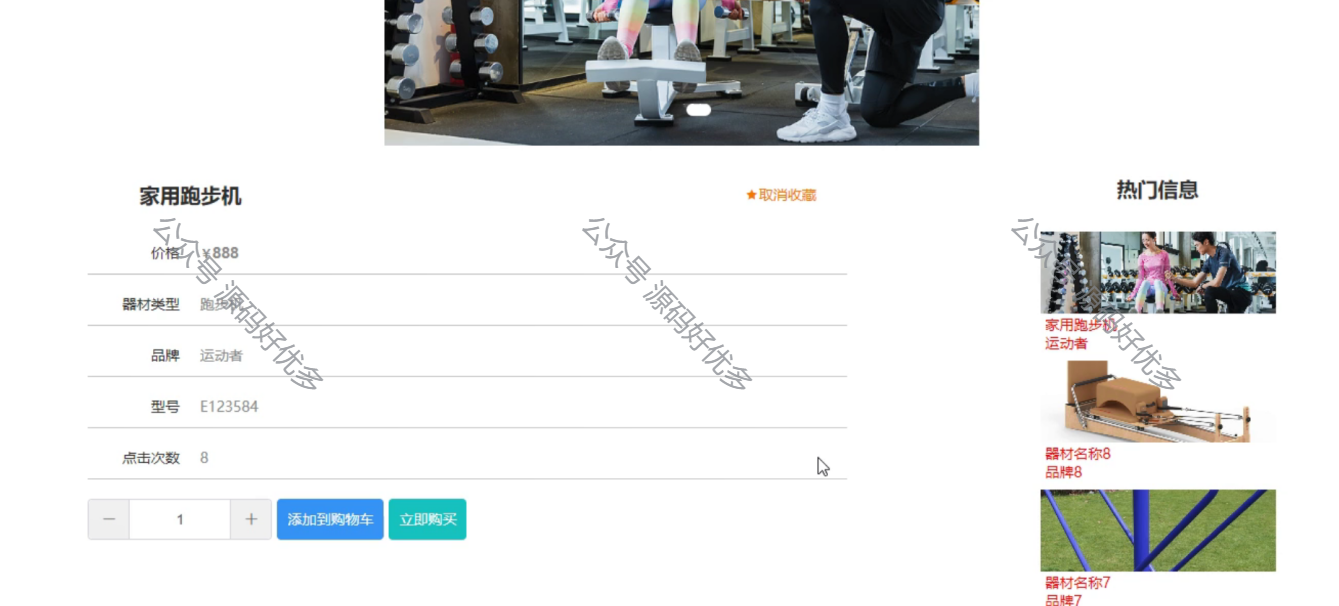 家用跑步机
★取消收藏
价格 ¥888
器材类型 跑步机
品牌 运动者
型号 E123584
点击次数 8
— 1 +
添加到购物车 立即购买
热门信息
家用跑步机
运动者
器材名称8
品牌8
器材名称7
品牌7
公众号 源码好优多
公众号 源码好优多
公众号 源码好优多